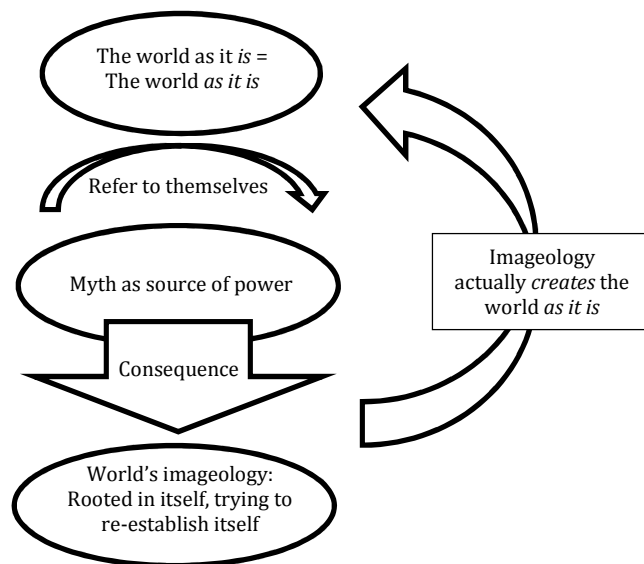 The world as it is =
The world as it is
Refer to themselves
Myth as source of power
Imageology
actually creates the
world as it is
Consequence
World's imageology:
Rooted in itself, trying to
re-establish itself